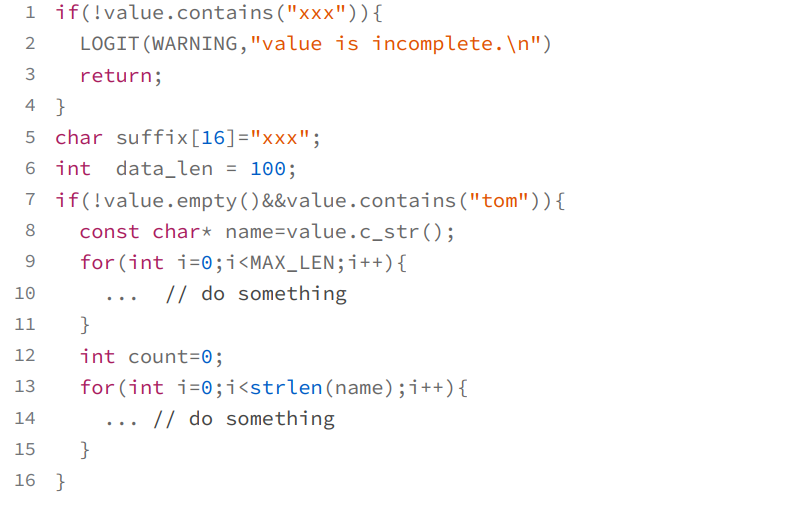 1 if(!value.contains("xxx")){
2   LOGIT(WARNING,"value is incomplete.\n")
3   return;
4 }
5 char suffix[16]="xxx";
6 int  data_len = 100;
7 if(!value.empty()&&value.contains("tom")){
8   const char* name=value.c_str();
9   for(int i=0;i<MAX_LEN;i++){
10     ...  // do something
11   }
12   int count=0;
13   for(int i=0;i<strlen(name);i++){
14     ... // do something
15   }
16 }